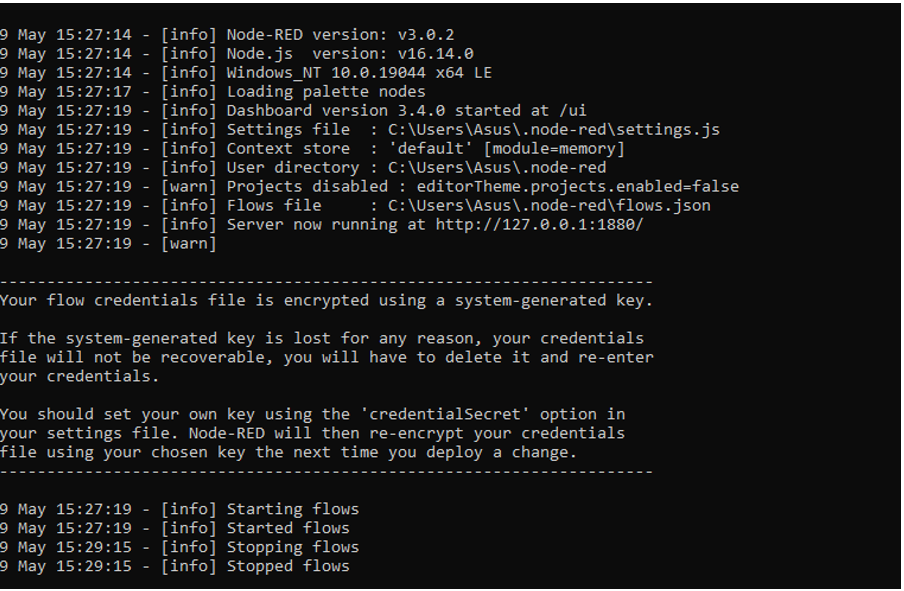 9 May 15:27:14 - [info] Node-RED version: v3.0.2
9 May 15:27:14 - [info] Node.js  version: v16.14.0
9 May 15:27:14 - [info] Windows_NT 10.0.19044 x64 LE
9 May 15:27:17 - [info] Loading palette nodes
9 May 15:27:19 - [info] Dashboard version 3.4.0 started at /ui
9 May 15:27:19 - [info] Settings file  : C:\Users\Asus\.node-red\settings.js
9 May 15:27:19 - [info] Context store  : 'default' [module=memory]
9 May 15:27:19 - [info] User directory : C:\Users\Asus\.node-red
9 May 15:27:19 - [warn] Projects disabled : editorTheme.projects.enabled=false
9 May 15:27:19 - [info] Flows file     : C:\Users\Asus\.node-red\flows.json
9 May 15:27:19 - [info] Server now running at http://127.0.0.1:1880/
9 May 15:27:19 - [warn]
---------------------------------------------------------------------
Your flow credentials file is encrypted using a system-generated key.
If the system-generated key is lost for any reason, your credentials
file will not be recoverable, you will have to delete it and re-enter
your credentials.
You should set your own key using the 'credentialSecret' option in
your settings file. Node-RED will then re-encrypt your credentials
file using your chosen key the next time you deploy a change.
---------------------------------------------------------------------
9 May 15:27:19 - [info] Starting flows
9 May 15:27:19 - [info] Started flows
9 May 15:29:15 - [info] Stopping flows
9 May 15:29:15 - [info] Stopped flows